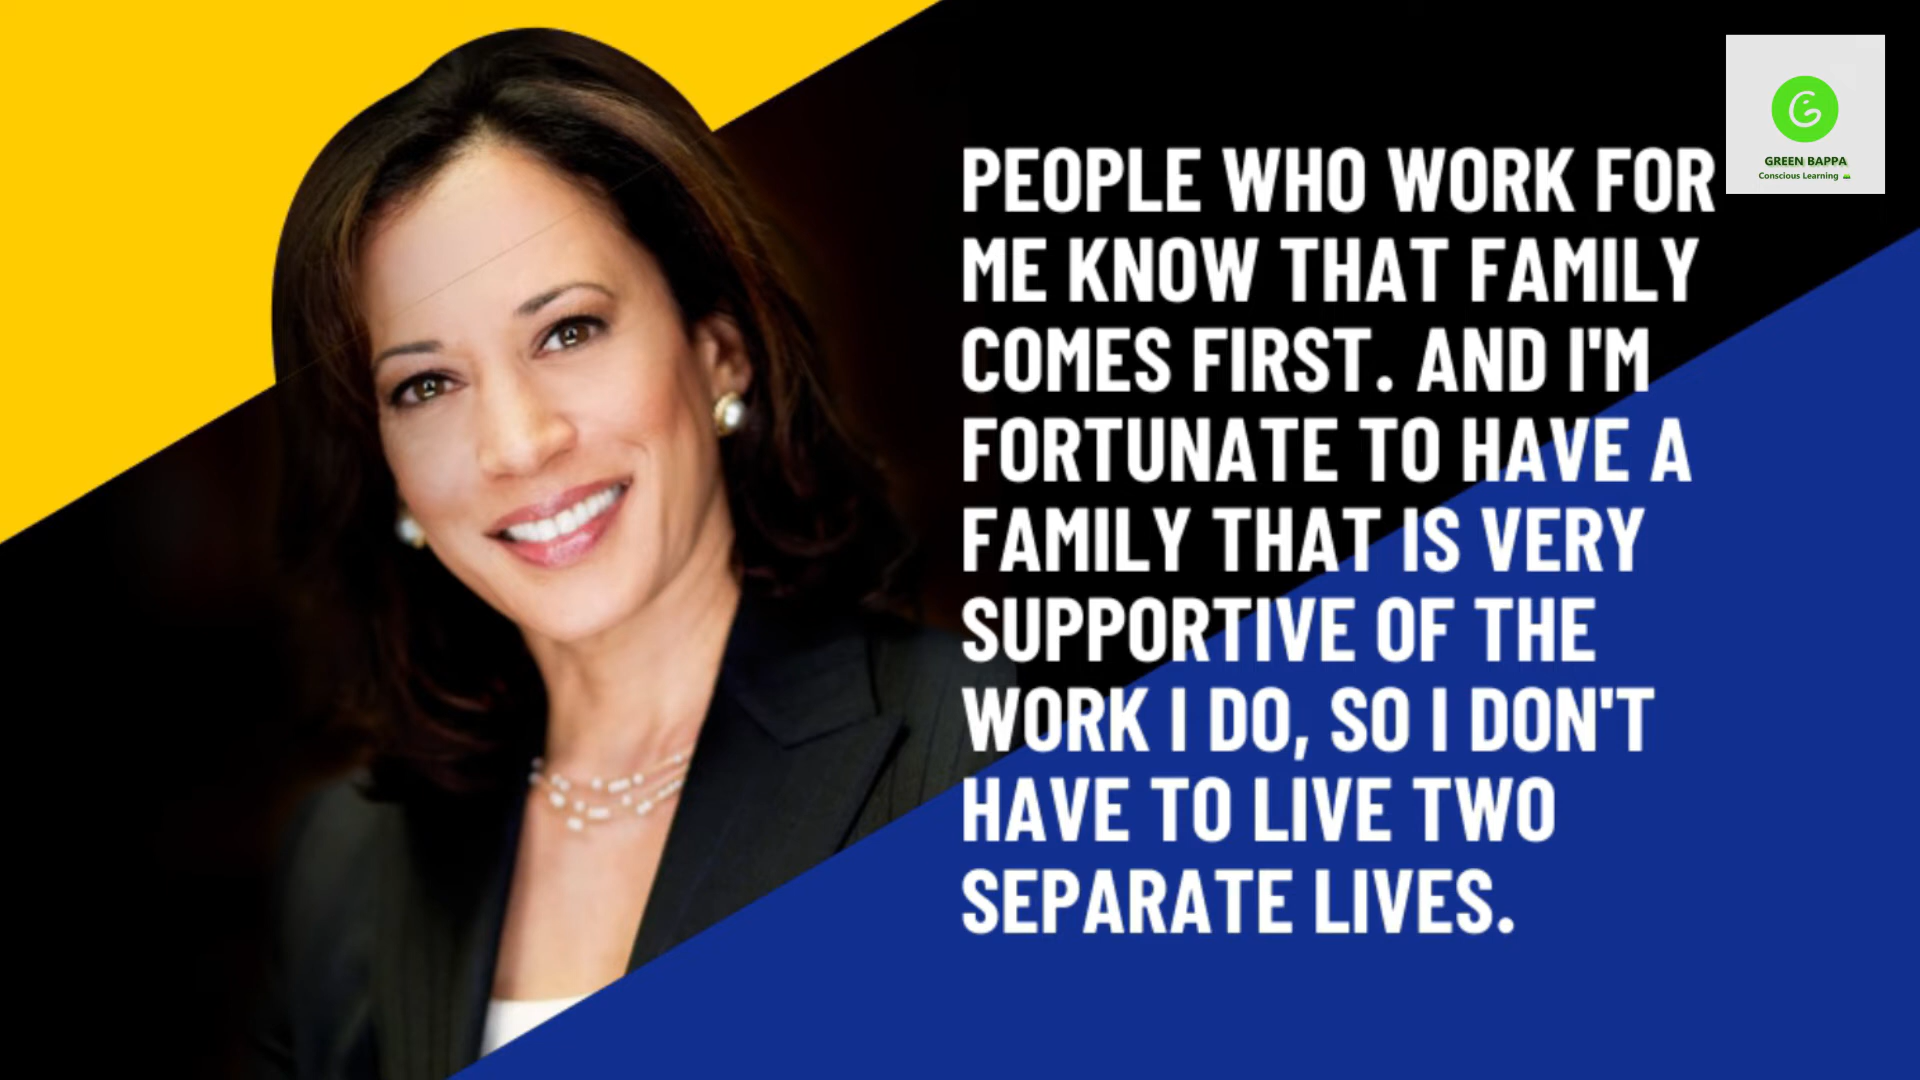 PEOPLE WHO WORK FOR
ME KNOW THAT FAMILY
COMES FIRST. AND I'M
FORTUNATE TO HAVE A
FAMILY THAT IS VERY
SUPPORTIVE OF THE
WORK I DO, SO I DON'T
HAVE TO LIVE TWO
SEPARATE LIVES.
GREEN BAPPA
Conscious Learning